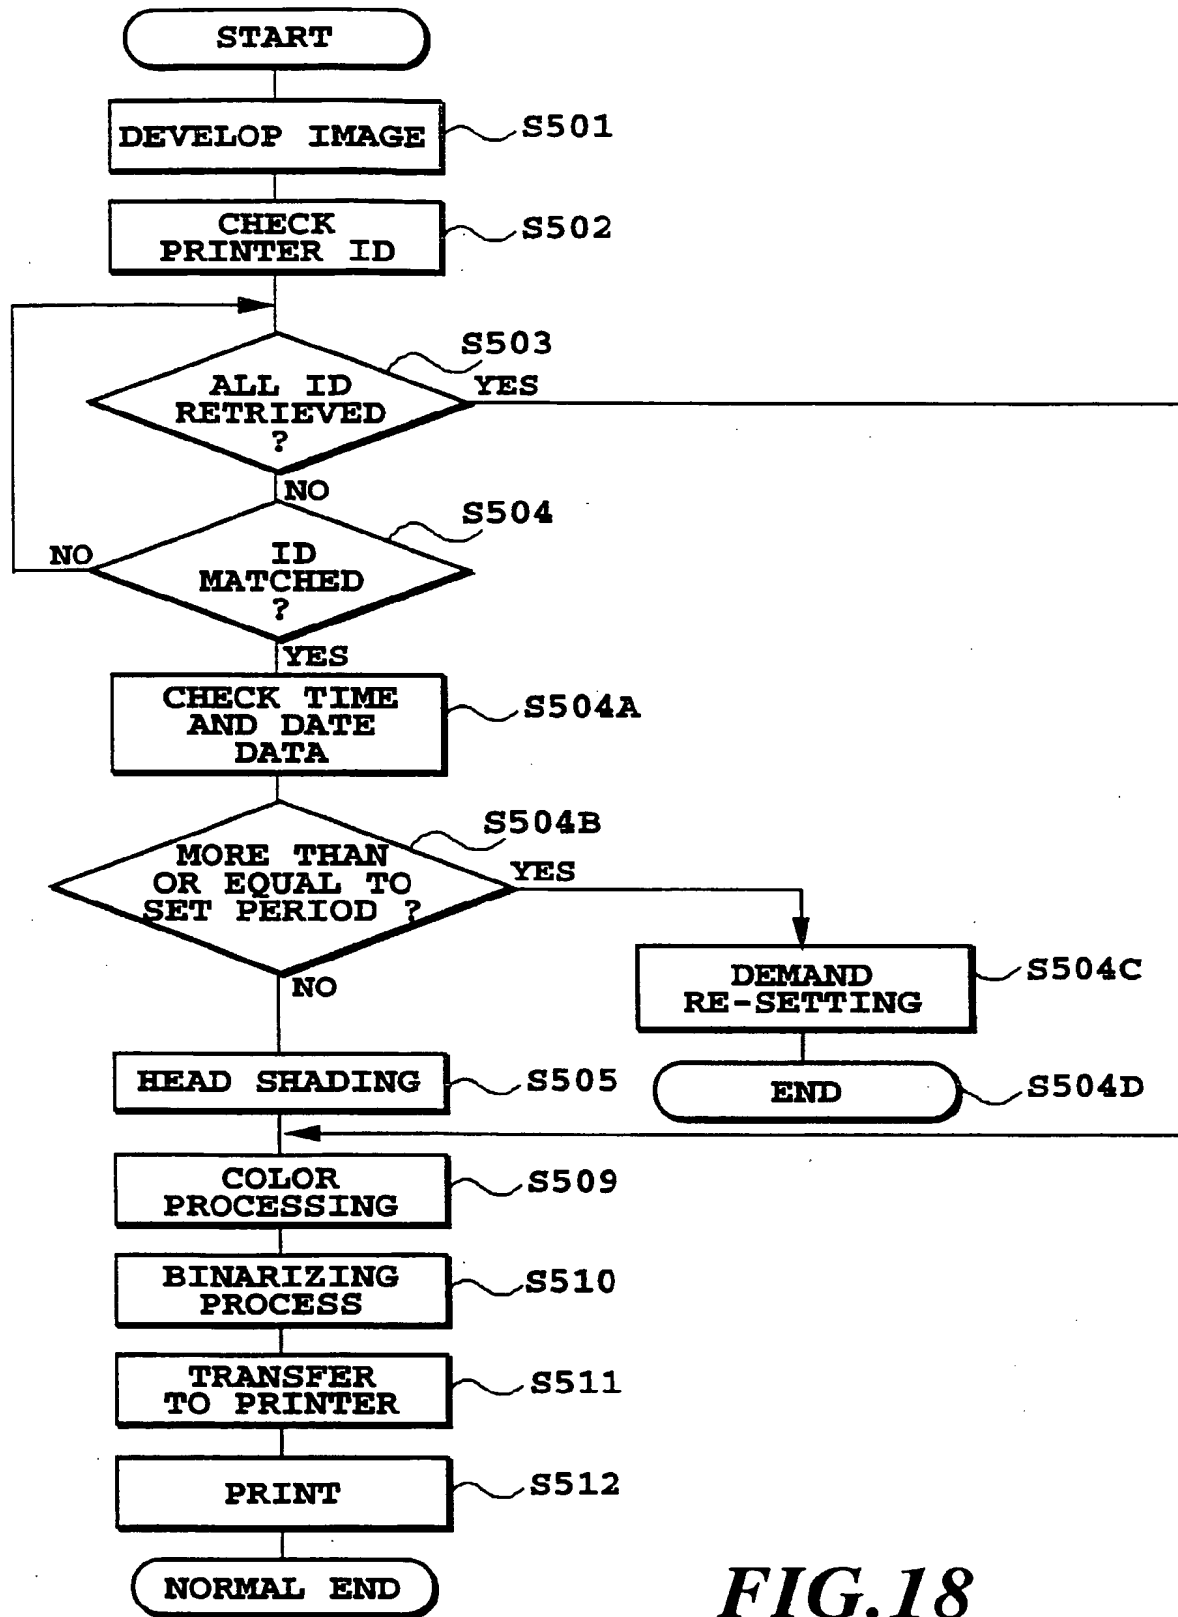 START
DEVELOP IMAGE
S501
CHECK
PRINTER ID
S502
S503
ALL ID
RETRIEVED
?
YES
NO
S504
ID
MATCHED
?
NO
YES
CHECK TIME
AND DATE
DATA
S504A
S504B
MORE THAN
OR EQUAL TO
SET PERIOD ?
YES
NO
DEMAND
RE-SETTING
S504C
HEAD SHADING
S505
END
S504D
COLOR
PROCESSING
S509
BINARIZING
PROCESS
S510
TRANSFER
TO PRINTER
S511
PRINT
S512
NORMAL END
FIG.18